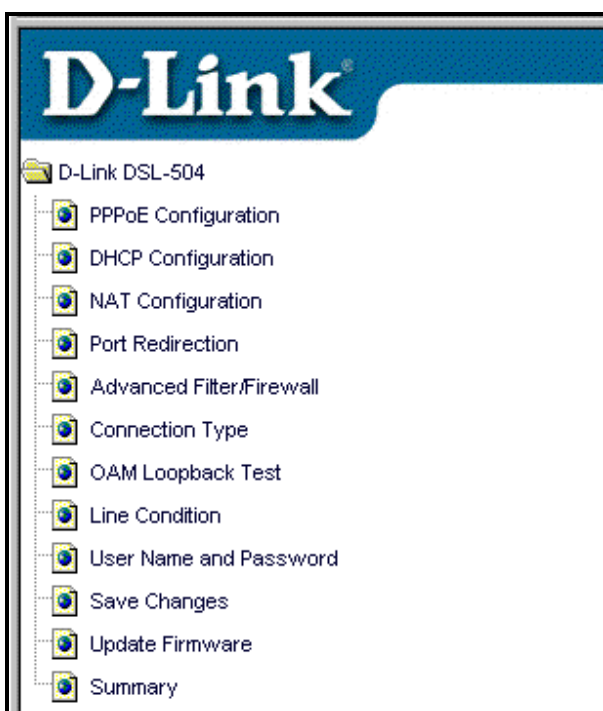 D-Link®
D-Link DSL-504
PPPoE Configuration
DHCP Configuration
NAT Configuration
Port Redirection
Advanced Filter/Firewall
Connection Type
OAM Loopback Test
Line Condition
User Name and Password
Save Changes
Update Firmware
Summary